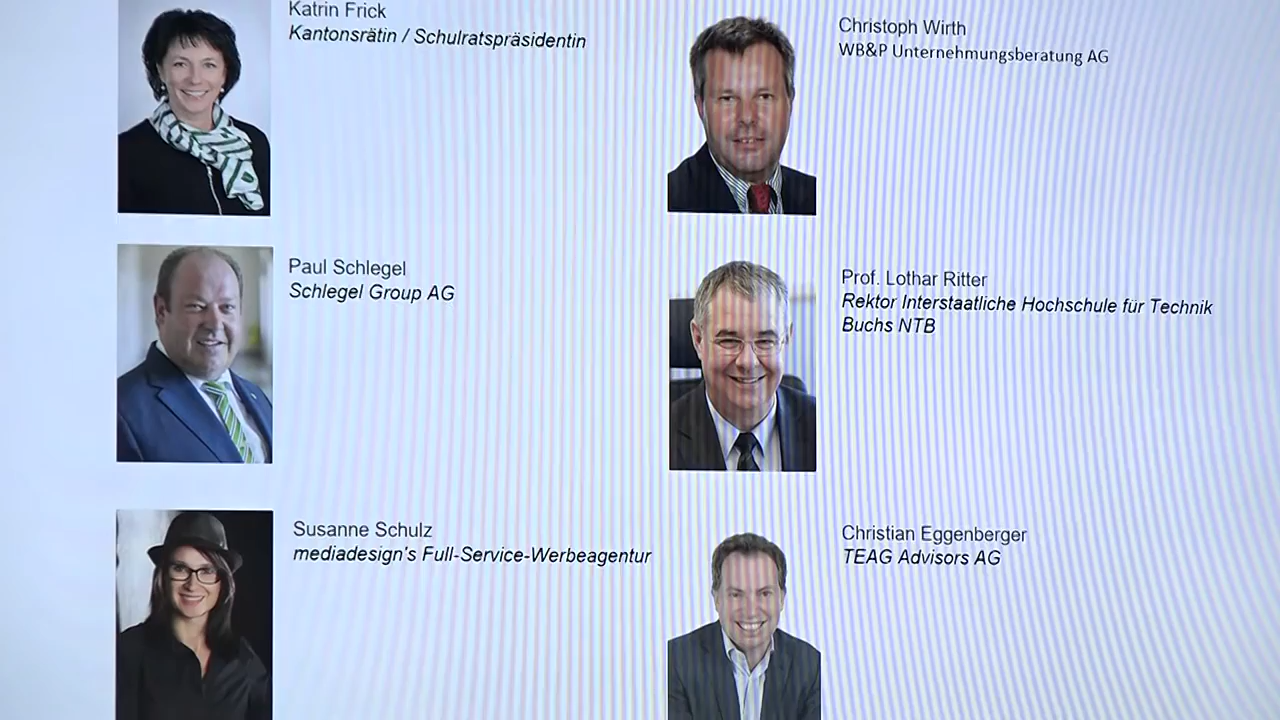 Katrin Frick
Kantonsrätin / Schulratspräsidentin
Christoph Wirth
WB&P Unternehmungsberatung AG
Paul Schlegel
Schlegel Group AG
Prof. Lothar Ritter
Rektor Interstaatliche Hochschule für Technik
Buchs NTB
Susanne Schulz
mediadesign's Full-Service-Werbeagentur
Christian Eggenberger
TEAG Advisors AG